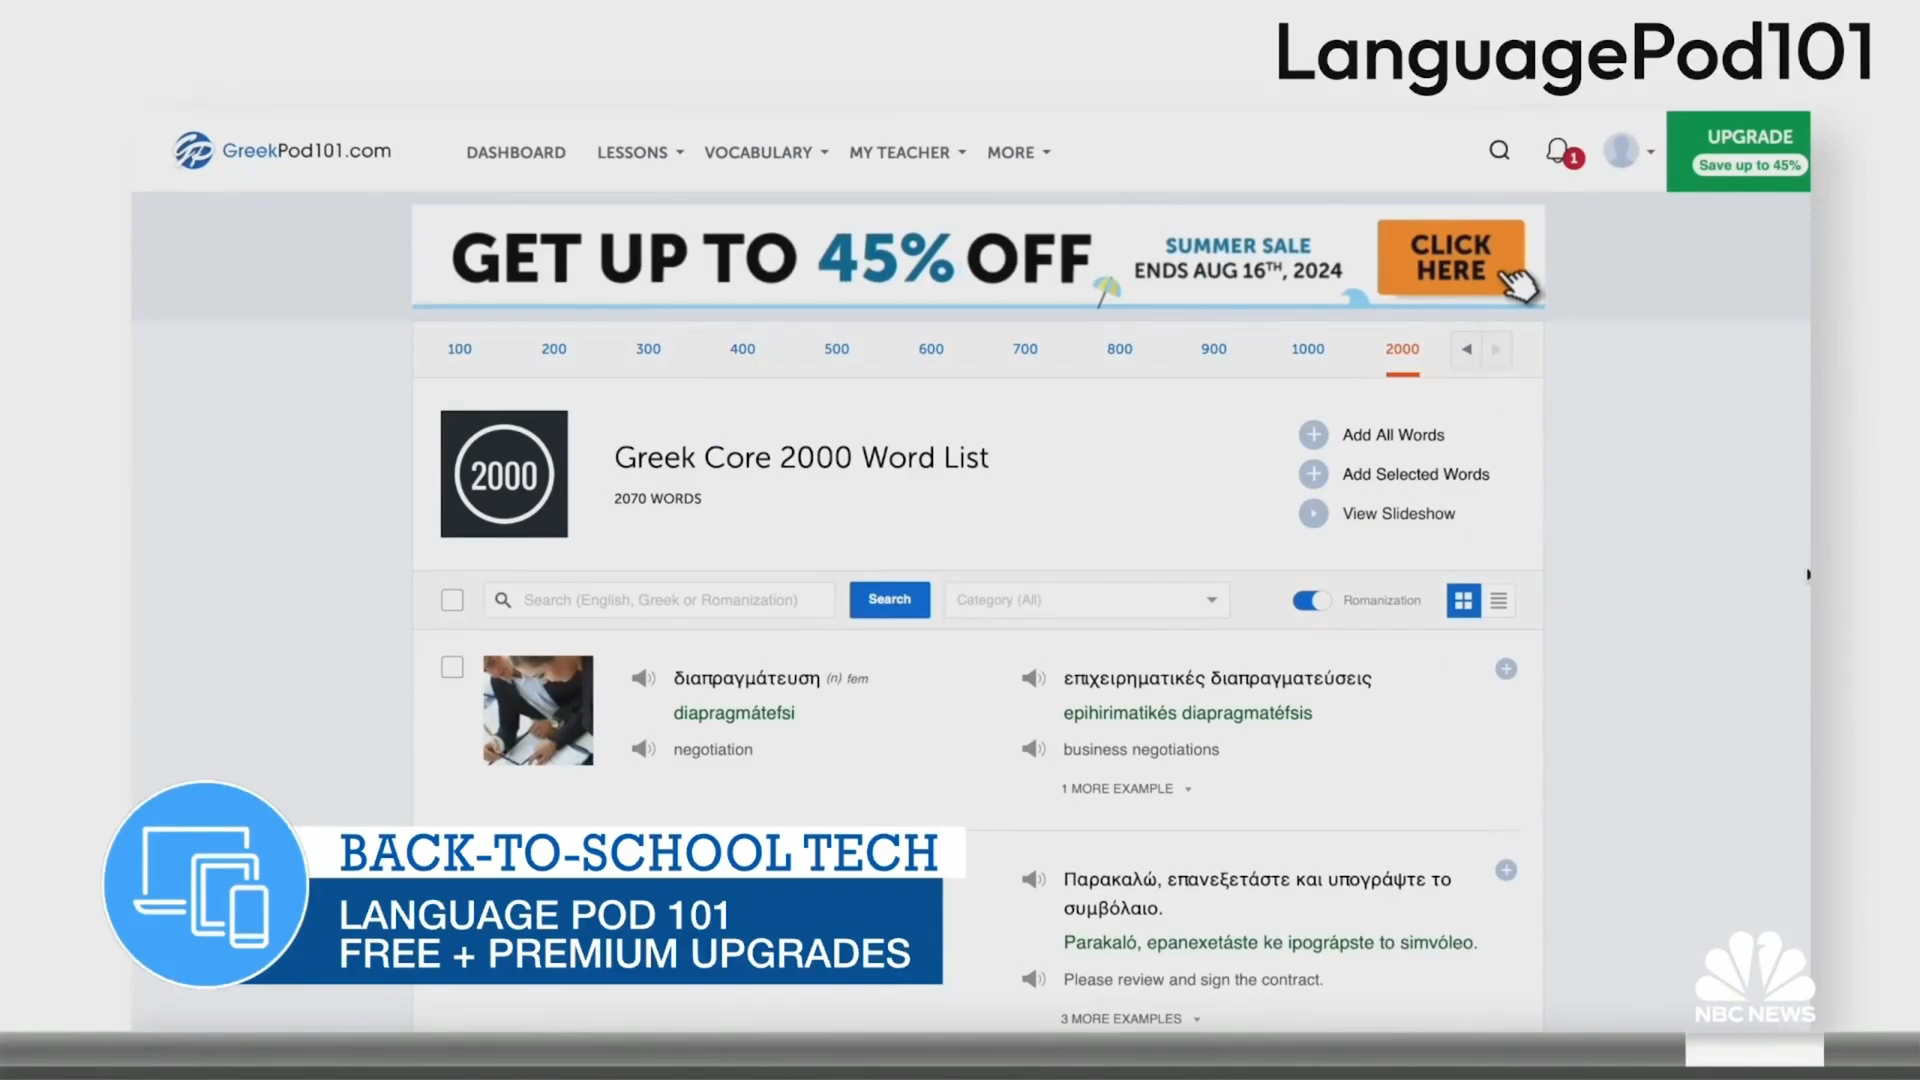 LanguagePod101
GreekPod101.com
DASHBOARD
LESSONS
VOCABULARY
MY TEACHER
MORE
1
UPGRADE
Save up to 45%
GET UP TO 45% OFF
SUMMER SALE
ENDS AUG 16TH, 2024
CLICK
HERE
100
200
300
400
500
600
700
800
900
1000
2000
2000
Greek Core 2000 Word List
2070 WORDS
Add All Words
Add Selected Words
View Slideshow
Search (English, Greek or Romanization)
Search
Category (All)
Romanization
διαπραγμάτευση (n) fem
diapragmátefsi
negotiation
επιχειρηματικές διαπραγματεύσεις
epihirimatikés diapragmatéfsis
business negotiations
1 MORE EXAMPLE
Παρακαλώ, επανεξετάστε και υπογράψτε το
συμβόλαιο.
Parakaló, epanexetáste ke ipográpste to simvóleo.
Please review and sign the contract.
3 MORE EXAMPLES
BACK-TO-SCHOOL TECH
LANGUAGE POD 101
FREE + PREMIUM UPGRADES
NBC NEWS